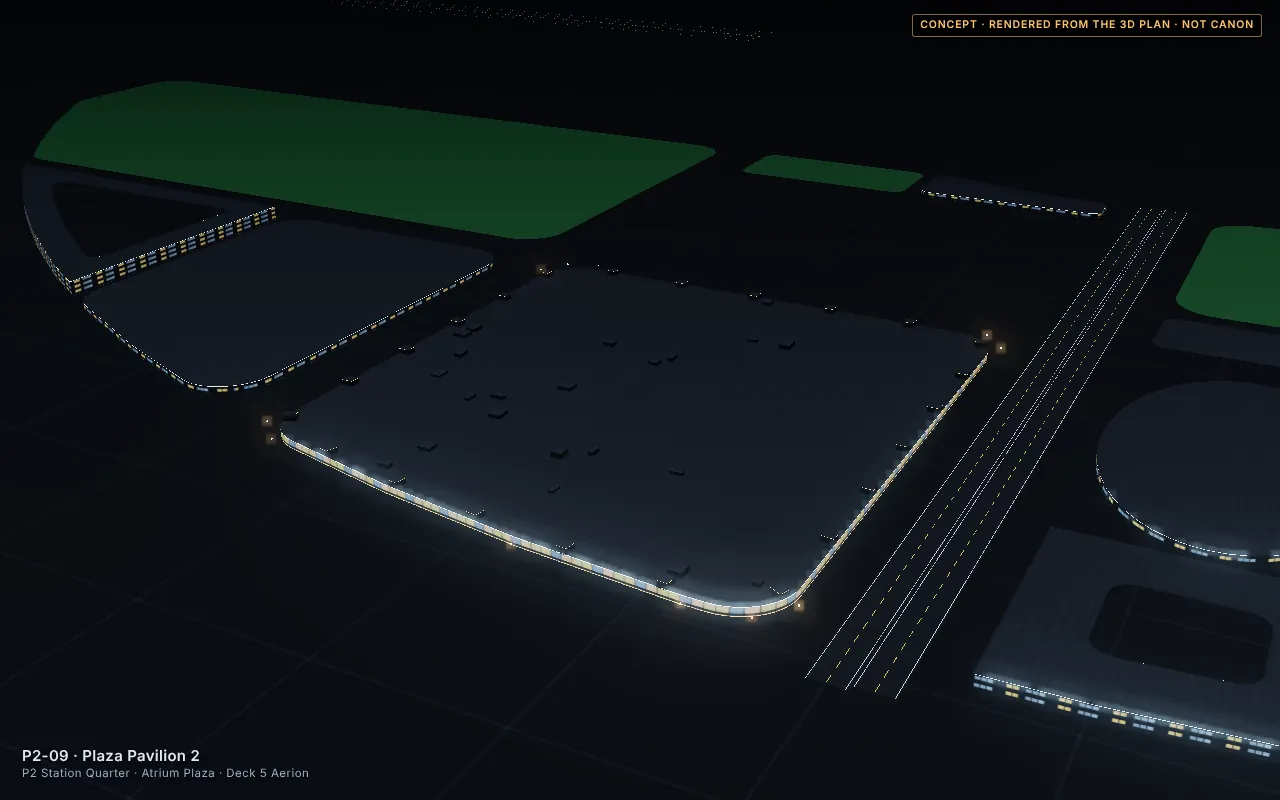 CONCEPT · RENDERED FROM THE 3D PLAN · NOT CANON
P2-09 · Plaza Pavilion 2
P2 Station Quarter · Atrium Plaza · Deck 5 Aerion